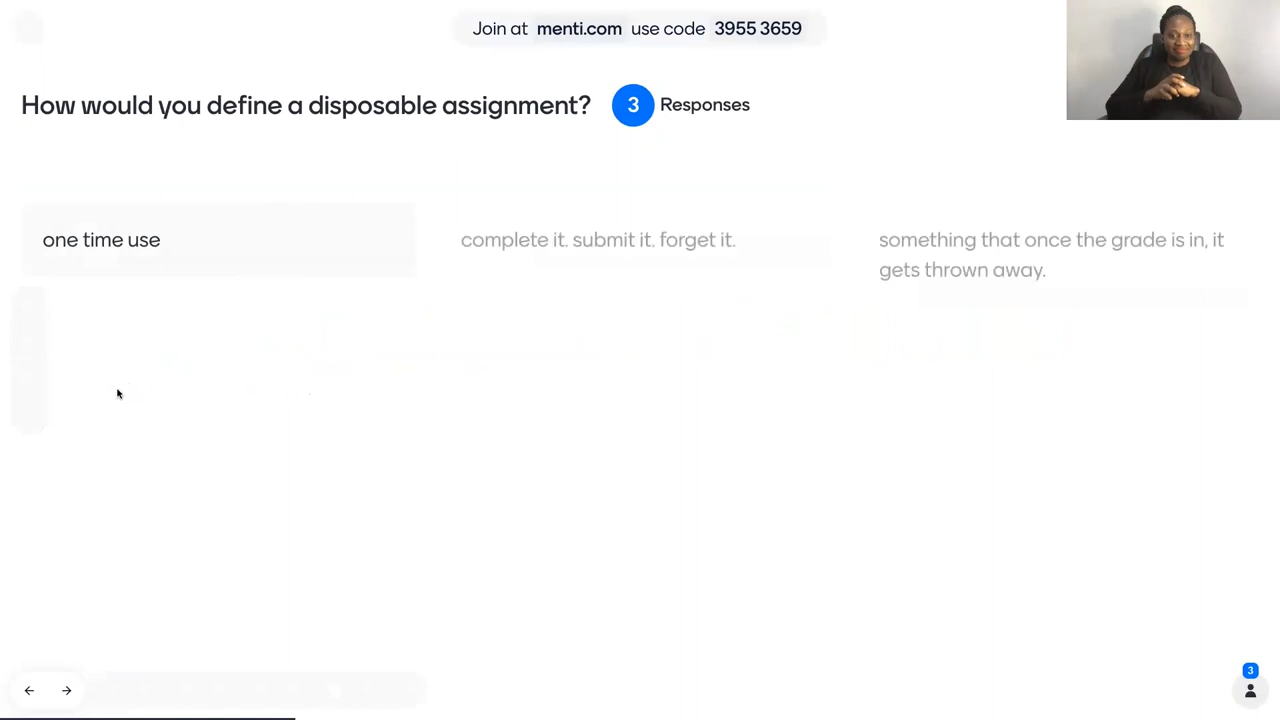 Join at menti.com use code 3955 3659
How would you define a disposable assignment? 3 Responses
one time use
complete it. submit it. forget it.
something that once the grade is in, it
gets thrown away.
3